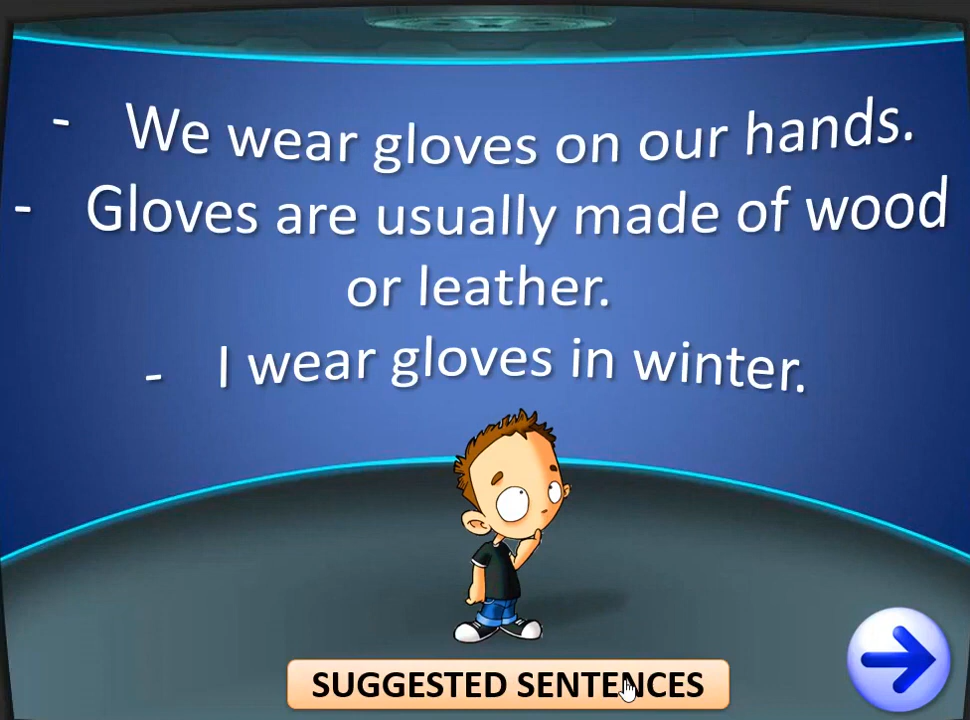 - We wear gloves on our hands.
- Gloves are usually made of wood
or leather.
- I wear gloves in winter.
SUGGESTED SENTENCES